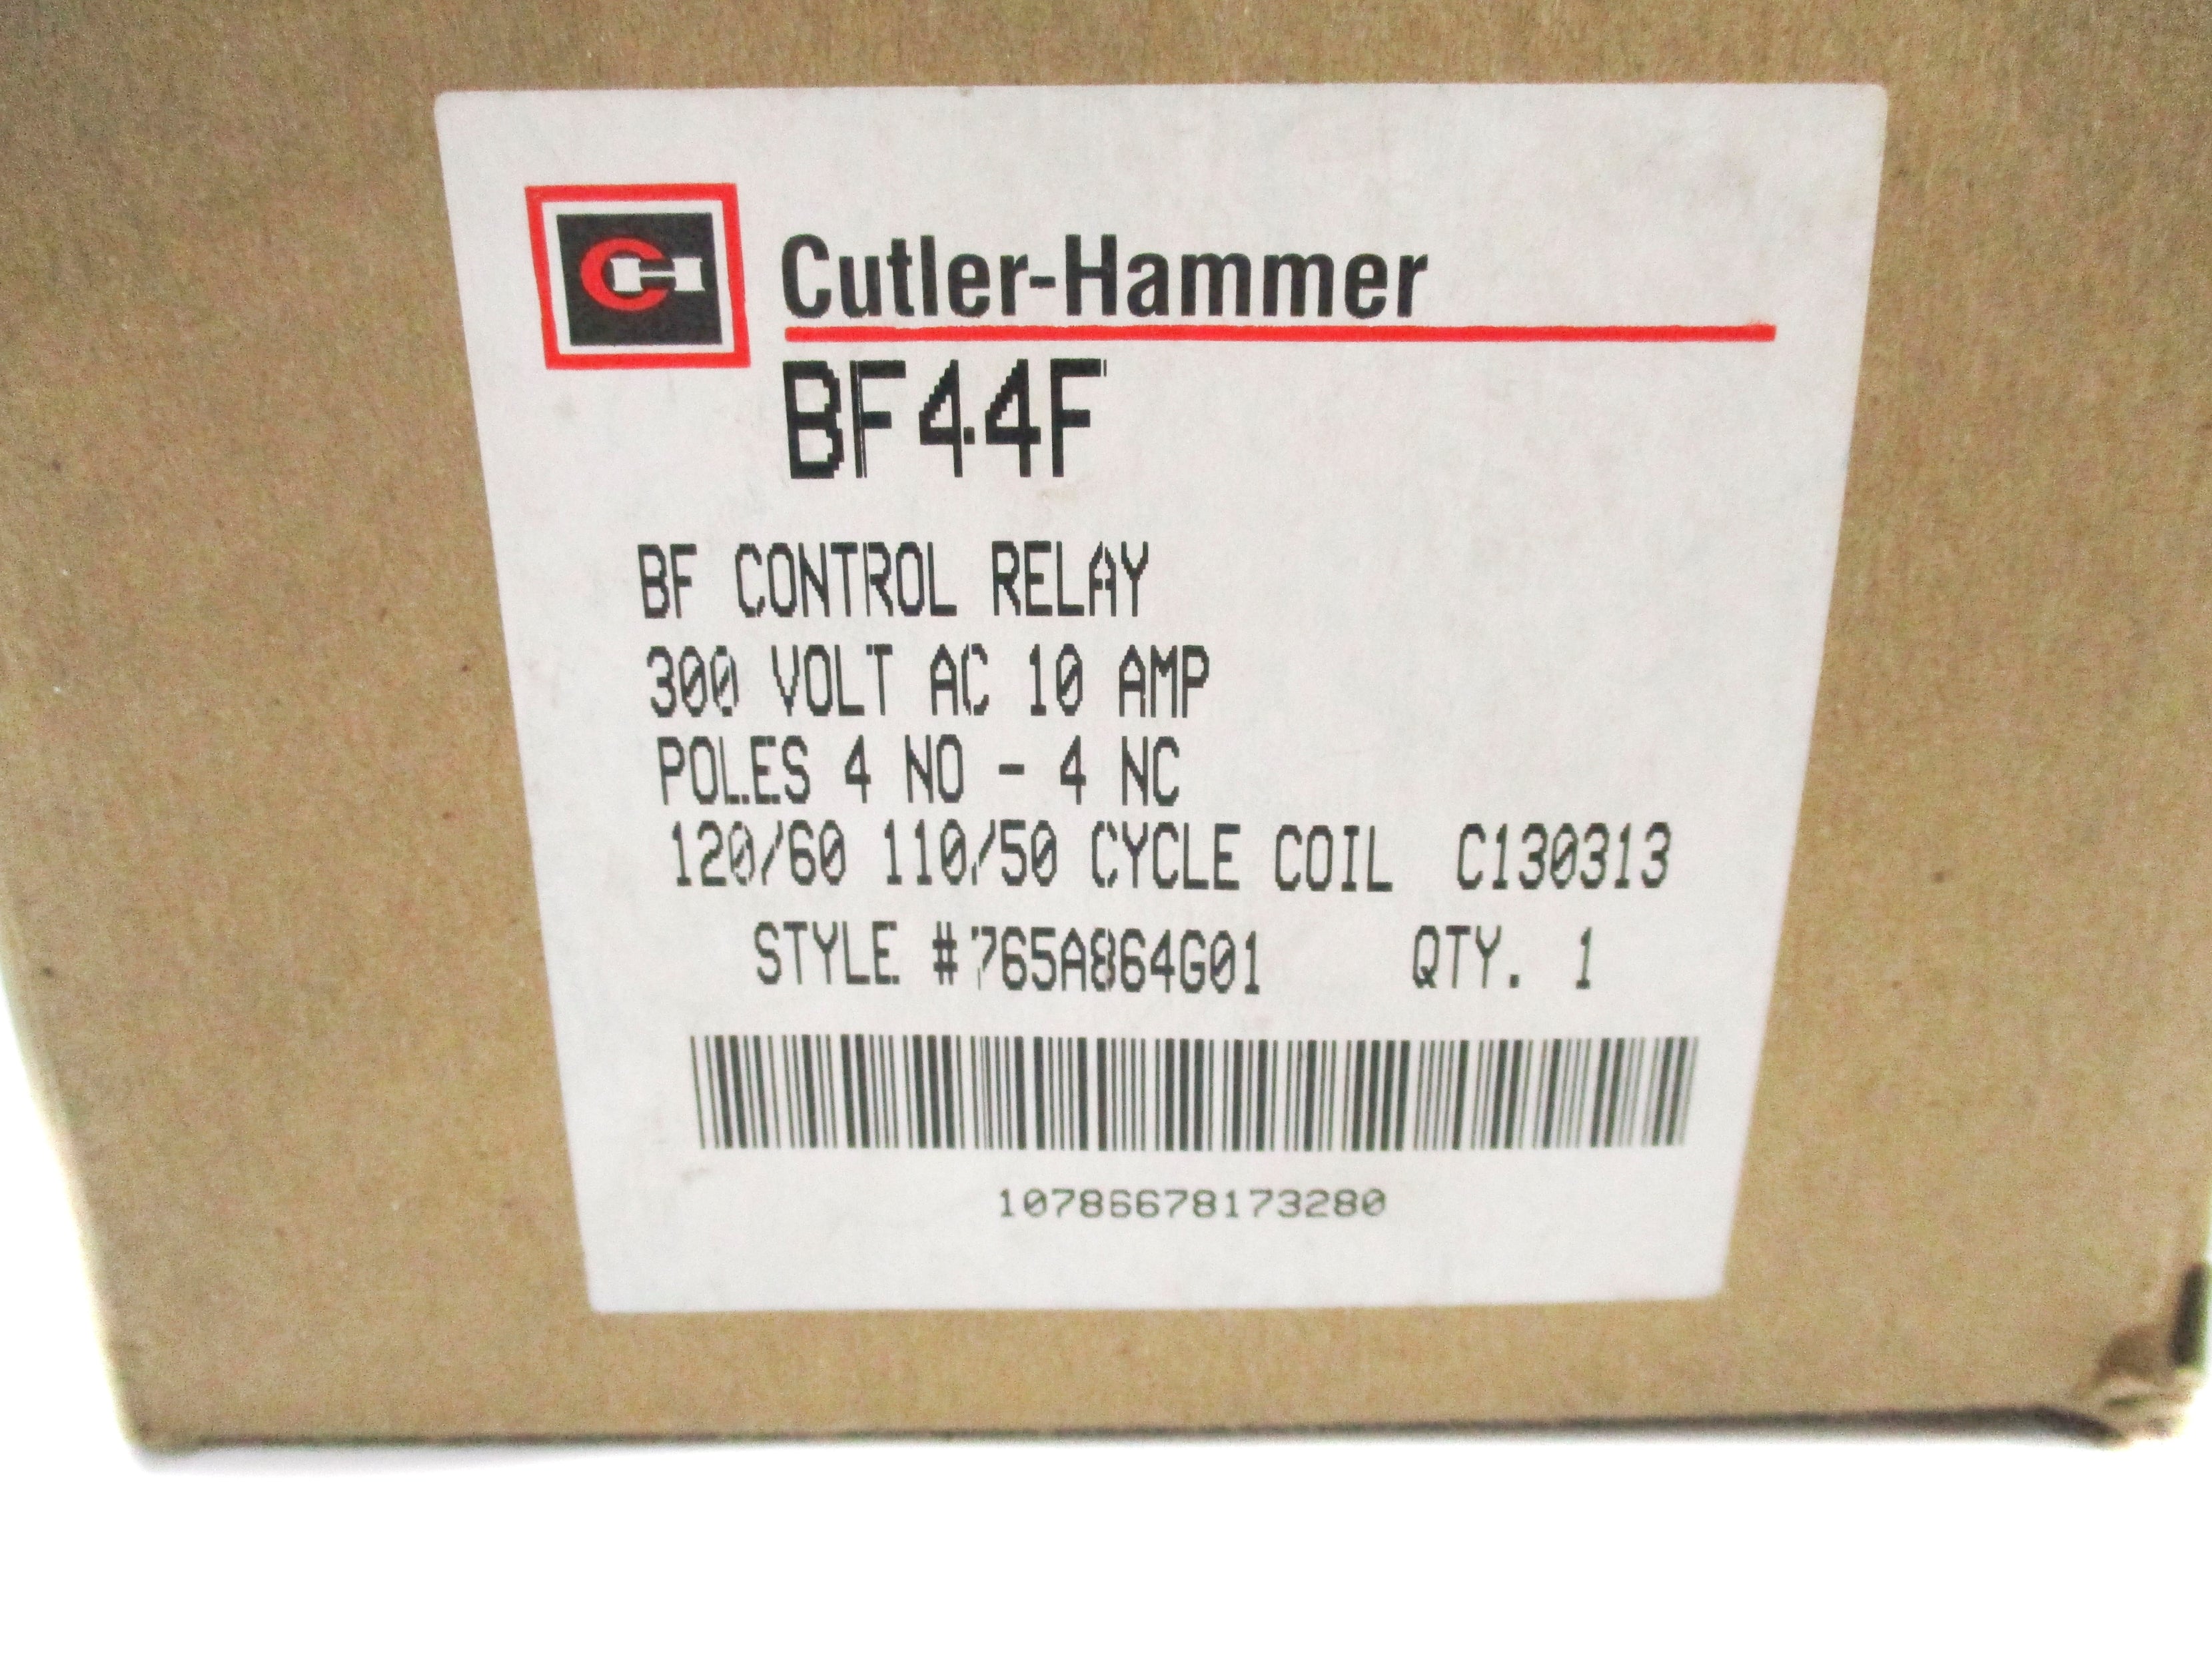 CH Cutler-Hammer
BF44F
BF CONTROL RELAY
300 VOLT AC 10 AMP
POLES 4 NO - 4 NC
120/60 110/50 CYCLE COIL C130313
STYLE #765A864G01 QTY. 1
10786678173280